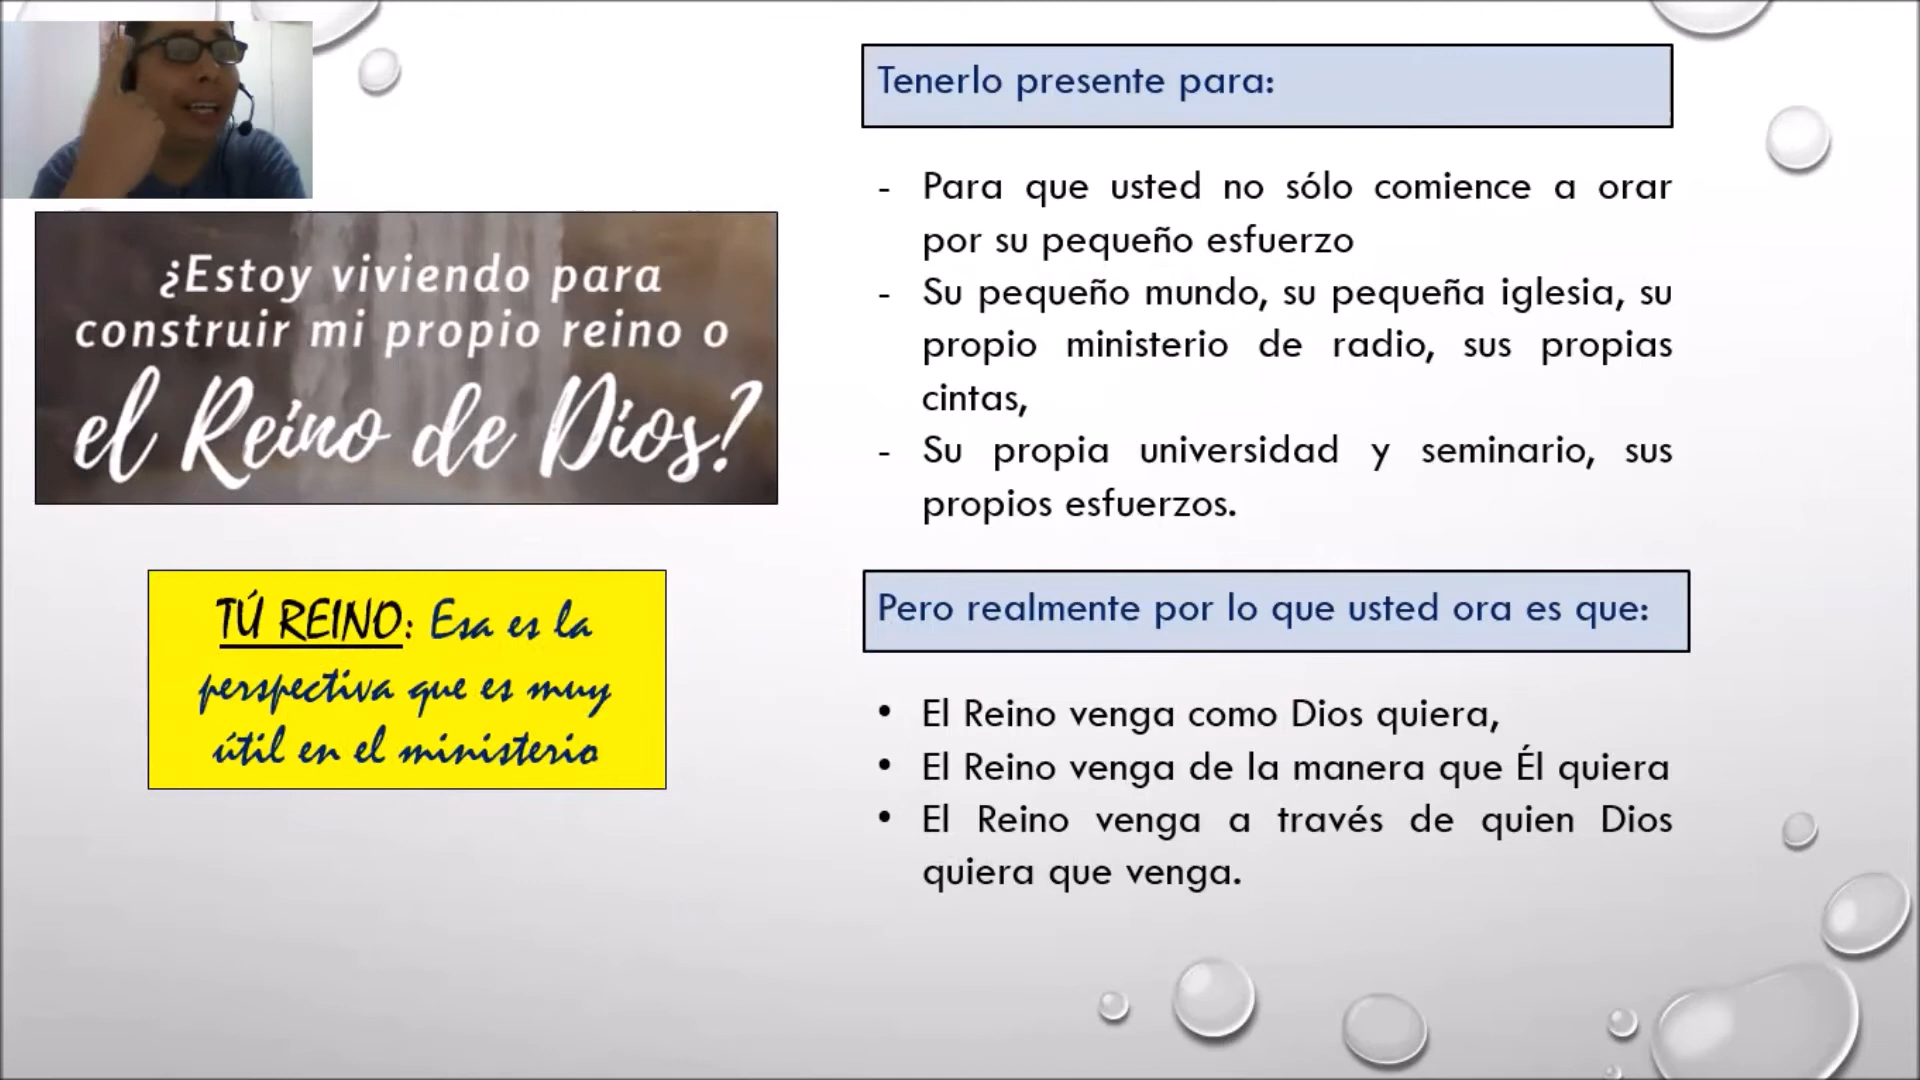 ¿Estoy viviendo para
construir mi propio reino o
el Reino de Dios?
TÚ REINO: Esa es la
perspectiva que es muy
útil en el ministerio
Tenerlo presente para:
- Para que usted no sólo comience a orar
por su pequeño esfuerzo
- Su pequeño mundo, su pequeña iglesia, su
propio ministerio de radio, sus propias
cintas,
- Su propia universidad y seminario, sus
propios esfuerzos.
Pero realmente por lo que usted ora es que:
• El Reino venga como Dios quiera,
• El Reino venga de la manera que Él quiera
• El Reino venga a través de quien Dios
quiera que venga.